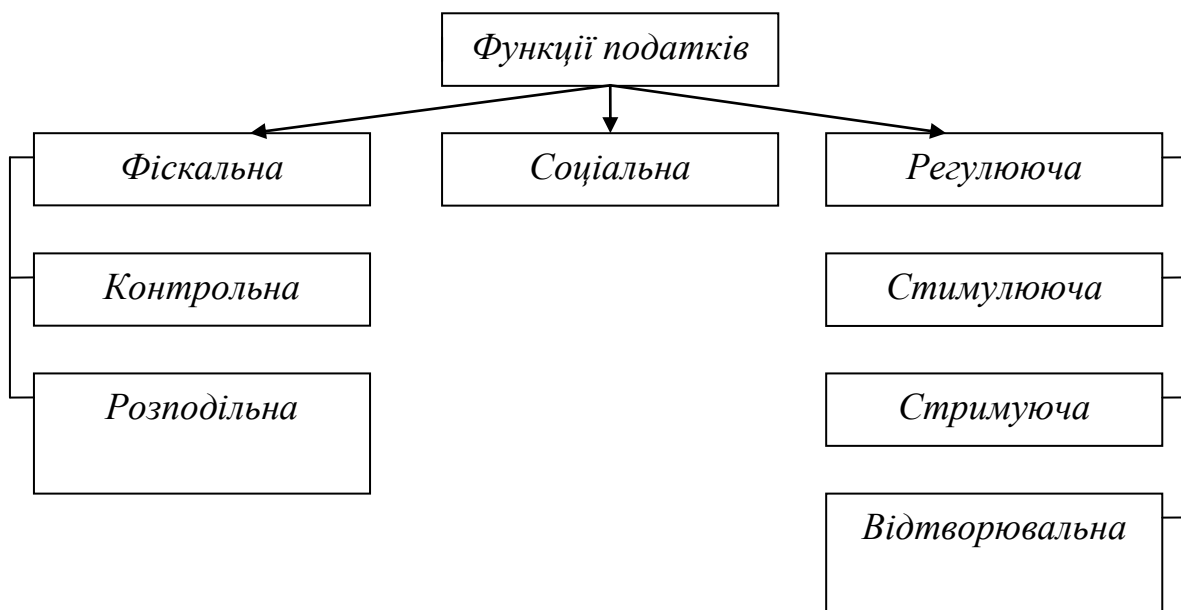 Функції податків
Фіскальна
Соціальна
Регулююча
Контрольна
Стимулююча
Розподільна
Стримуюча
Відтворювальна